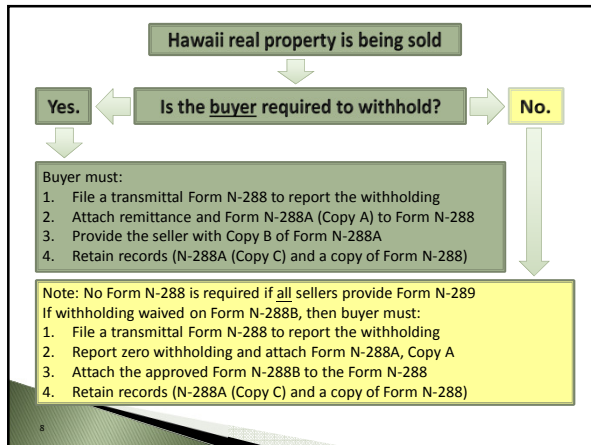 Hawaii real property is being sold
Yes.
Is the buyer required to withhold?
No.
Buyer must:
1. File a transmittal Form N-288 to report the withholding
2. Attach remittance and Form N-288A (Copy A) to Form N-288
3. Provide the seller with Copy B of Form N-288A
4. Retain records (N-288A (Copy C) and a copy of Form N-288)
Note: No Form N-288 is required if all sellers provide Form N-289
If withholding waived on Form N-288B, then buyer must:
1. File a transmittal Form N-288 to report the withholding
2. Report zero withholding and attach Form N-288A, Copy A
3. Attach the approved Form N-288B to the Form N-288
4. Retain records (N-288A (Copy C) and a copy of Form N-288)
8